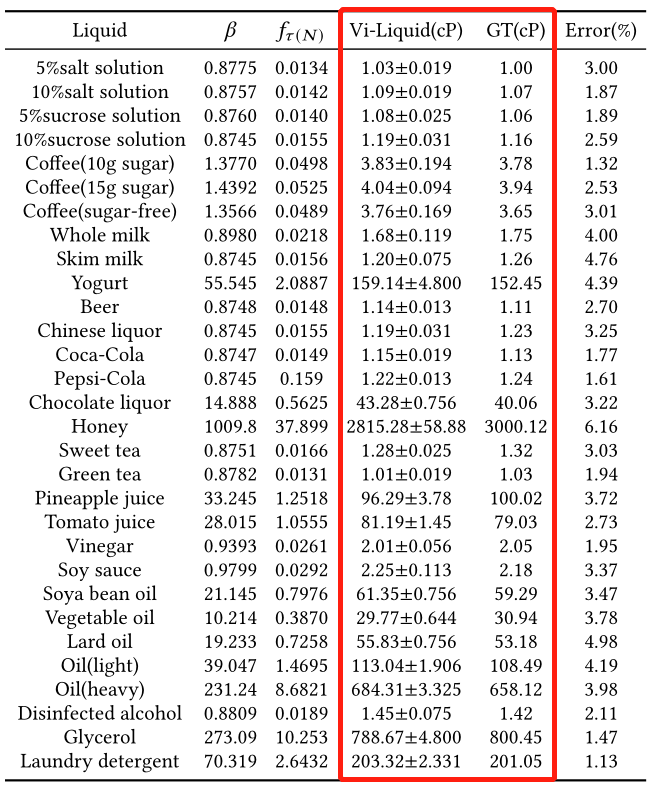 Liquid β fτ(N) Vi-Liquid(cP) GT(cP) Error(%)
5%salt solution 0.8775 0.0134 1.03±0.019 1.00 3.00
10%salt solution 0.8757 0.0142 1.09±0.019 1.07 1.87
5%sucrose solution 0.8760 0.0140 1.08±0.025 1.06 1.89
10%sucrose solution 0.8745 0.0155 1.19±0.031 1.16 2.59
Coffee(10g sugar) 1.3770 0.0498 3.83±0.194 3.78 1.32
Coffee(15g sugar) 1.4392 0.0525 4.04±0.094 3.94 2.53
Coffee(sugar-free) 1.3566 0.0489 3.76±0.169 3.65 3.01
Whole milk 0.8980 0.0218 1.68±0.119 1.75 4.00
Skim milk 0.8745 0.0156 1.20±0.075 1.26 4.76
Yogurt 55.545 2.0887 159.14±4.800 152.45 4.39
Beer 0.8748 0.0148 1.14±0.013 1.11 2.70
Chinese liquor 0.8745 0.0155 1.19±0.031 1.23 3.25
Coca-Cola 0.8747 0.0149 1.15±0.019 1.13 1.77
Pepsi-Cola 0.8745 0.159 1.22±0.013 1.24 1.61
Chocolate liquor 14.888 0.5625 43.28±0.756 40.06 3.22
Honey 1009.8 37.899 2815.28±58.88 3000.12 6.16
Sweet tea 0.8751 0.0166 1.28±0.025 1.32 3.03
Green tea 0.8782 0.0131 1.01±0.019 1.03 1.94
Pineapple juice 33.245 1.2518 96.29±3.78 100.02 3.72
Tomato juice 28.015 1.0555 81.19±1.45 79.03 2.73
Vinegar 0.9393 0.0261 2.01±0.056 2.05 1.95
Soy sauce 0.9799 0.0292 2.25±0.113 2.18 3.37
Soya bean oil 21.145 0.7976 61.35±0.756 59.29 3.47
Vegetable oil 10.214 0.3870 29.77±0.644 30.94 3.78
Lard oil 19.233 0.7258 55.83±0.756 53.18 4.98
Oil(light) 39.047 1.4695 113.04±1.906 108.49 4.19
Oil(heavy) 231.24 8.6821 684.31±3.325 658.12 3.98
Disinfected alcohol 0.8809 0.0189 1.45±0.075 1.42 2.11
Glycerol 273.09 10.253 788.67±4.800 800.45 1.47
Laundry detergent 70.319 2.6432 203.32±2.331 201.05 1.13